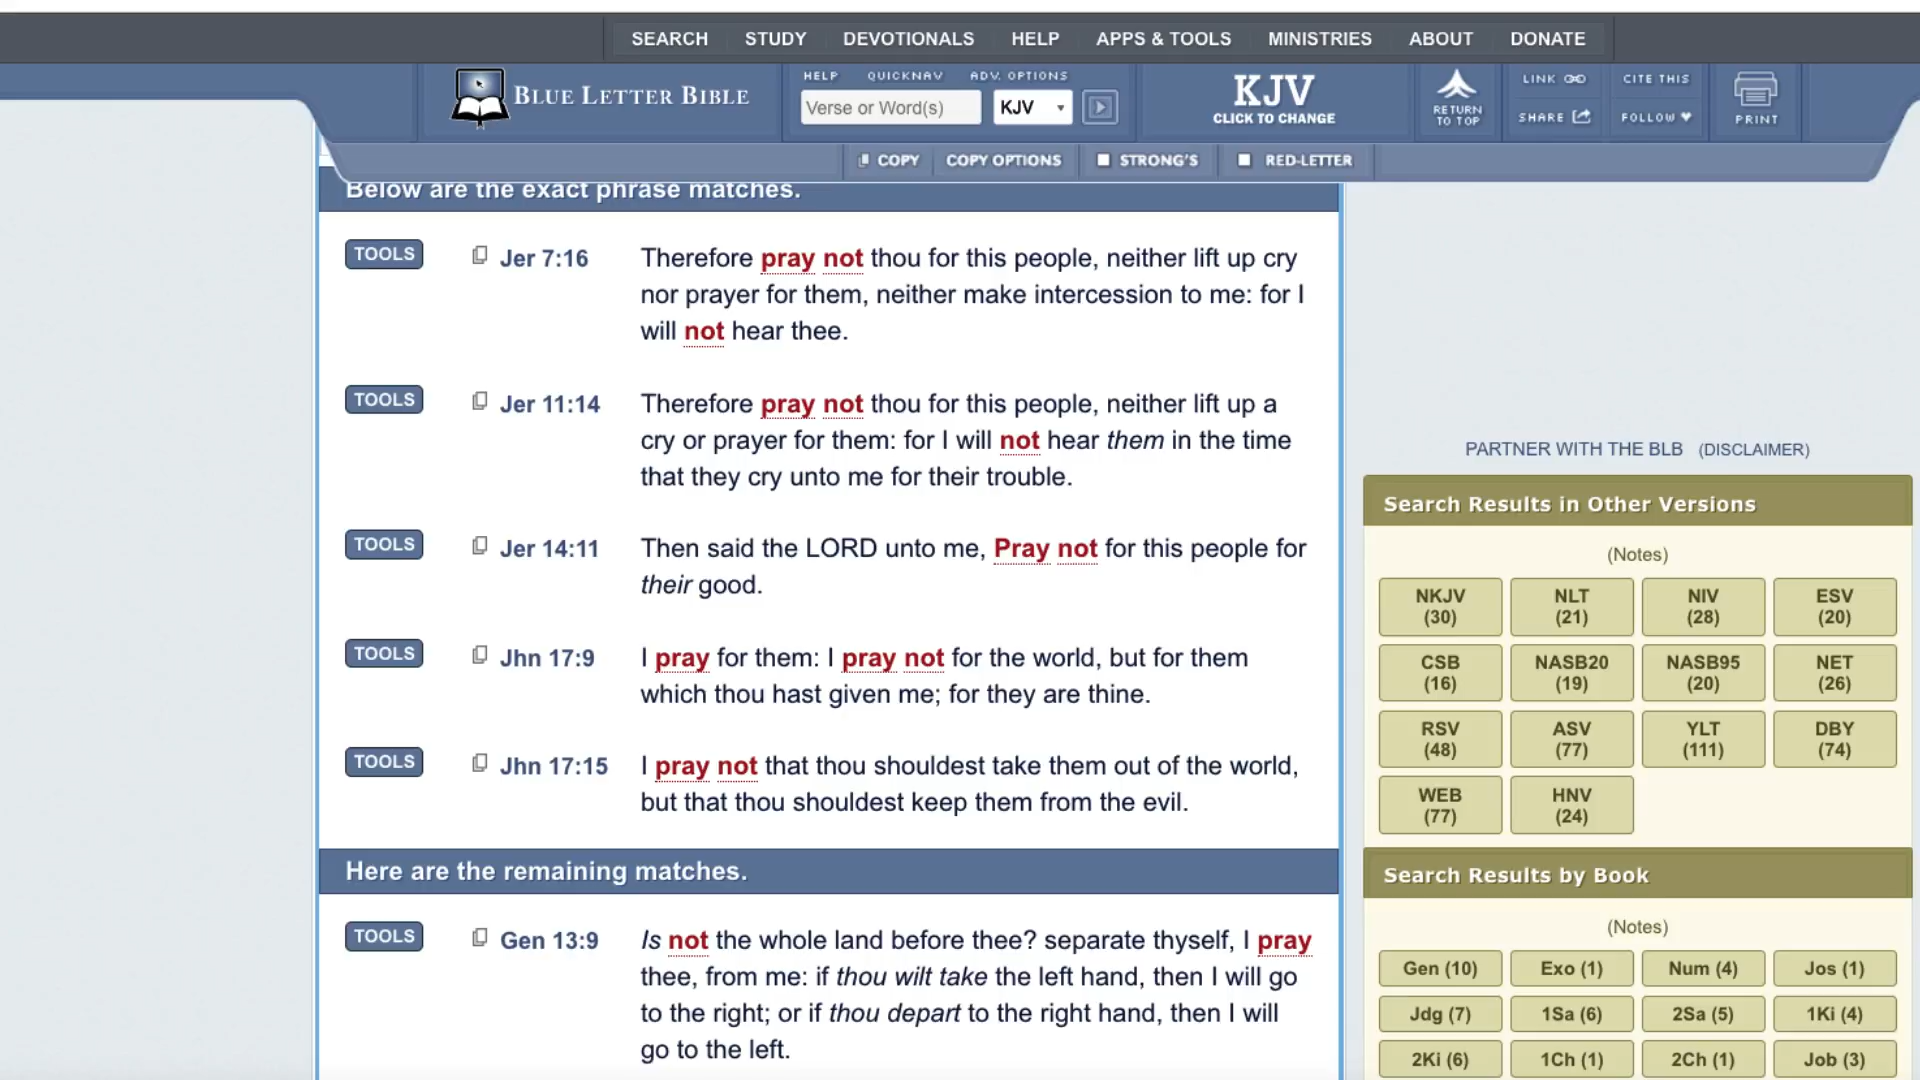 SEARCH STUDY DEVOTIONALS HELP APPS & TOOLS MINISTRIES ABOUT DONATE
BLUE LETTER BIBLE
HELP QUICKNAV ADV. OPTIONS
Verse or Word(s) KJV
KJV
CLICK TO CHANGE
RETURN
TO TOP
LINK CITE THIS
SHARE FOLLOW
PRINT
COPY COPY OPTIONS STRONG'S RED-LETTER
Below are the exact phrase matches.
TOOLS Jer 7:16 Therefore pray not thou for this people, neither lift up cry
nor prayer for them, neither make intercession to me: for I
will not hear thee.
TOOLS Jer 11:14 Therefore pray not thou for this people, neither lift up a
cry or prayer for them: for I will not hear them in the time
that they cry unto me for their trouble.
TOOLS Jer 14:11 Then said the LORD unto me, Pray not for this people for
their good.
TOOLS Jhn 17:9 I pray for them: I pray not for the world, but for them
which thou hast given me; for they are thine.
TOOLS Jhn 17:15 I pray not that thou shouldest take them out of the world,
but that thou shouldest keep them from the evil.
Here are the remaining matches.
TOOLS Gen 13:9 Is not the whole land before thee? separate thyself, I pray
thee, from me: if thou wilt take the left hand, then I will go
to the right; or if thou depart to the right hand, then I will
go to the left.
PARTNER WITH THE BLB (DISCLAIMER)
Search Results in Other Versions
(Notes)
NKJV NLT NIV ESV
(30) (21) (28) (20)
CSB NASB20 NASB95 NET
(16) (19) (20) (26)
RSV ASV YLT DBY
(48) (77) (111) (74)
WEB HNV
(77) (24)
Search Results by Book
(Notes)
Gen (10) Exo (1) Num (4) Jos (1)
Jdg (7) 1Sa (6) 2Sa (5) 1Ki (4)
2Ki (6) 1Ch (1) 2Ch (1) Job (3)